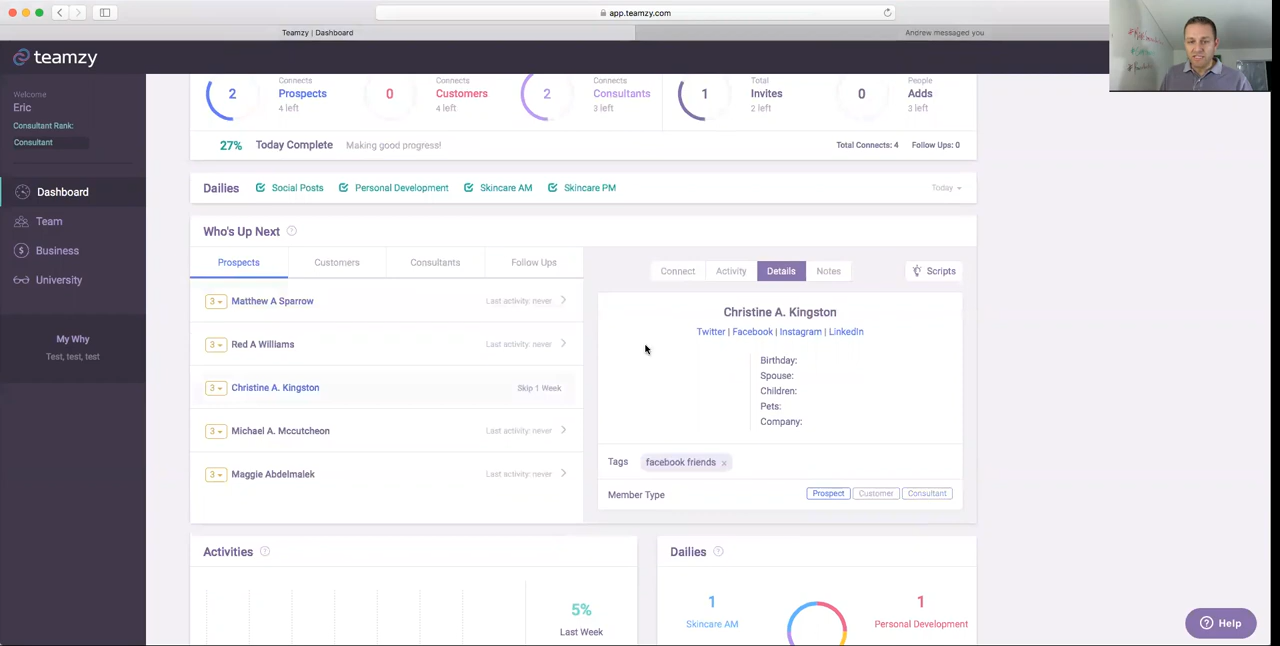 app.teamzy.com
Teamzy | Dashboard
Andrew messaged you
teamzy
Welcome
Eric
Consultant Rank:
Consultant
Dashboard
Team
Business
University
My Why
Test, test, test
2
Connects
Prospects
4 left
0
Connects
Customers
4 left
2
Connects
Consultants
3 left
1
Total
Invites
2 left
0
People
Adds
3 left
27% Today Complete Making good progress! Total Connects: 4 Follow Ups: 0
Dailies Social Posts Personal Development Skincare AM Skincare PM Today
Who's Up Next
Prospects Customers Consultants Follow Ups
3 Matthew A Sparrow Last activity: never
3 Red A Williams Last activity: never
3 Christine A. Kingston Skip 1 Week
3 Michael A. Mccutcheon Last activity: never
3 Maggie Abdelmalek Last activity: never
Connect Activity Details Notes Scripts
Christine A. Kingston
Twitter | Facebook | Instagram | LinkedIn
Birthday:
Spouse:
Children:
Pets:
Company:
Tags facebook friends x
Member Type Prospect Customer Consultant
Activities
5%
Last Week
Dailies
1
Skincare AM
1
Personal Development
Help